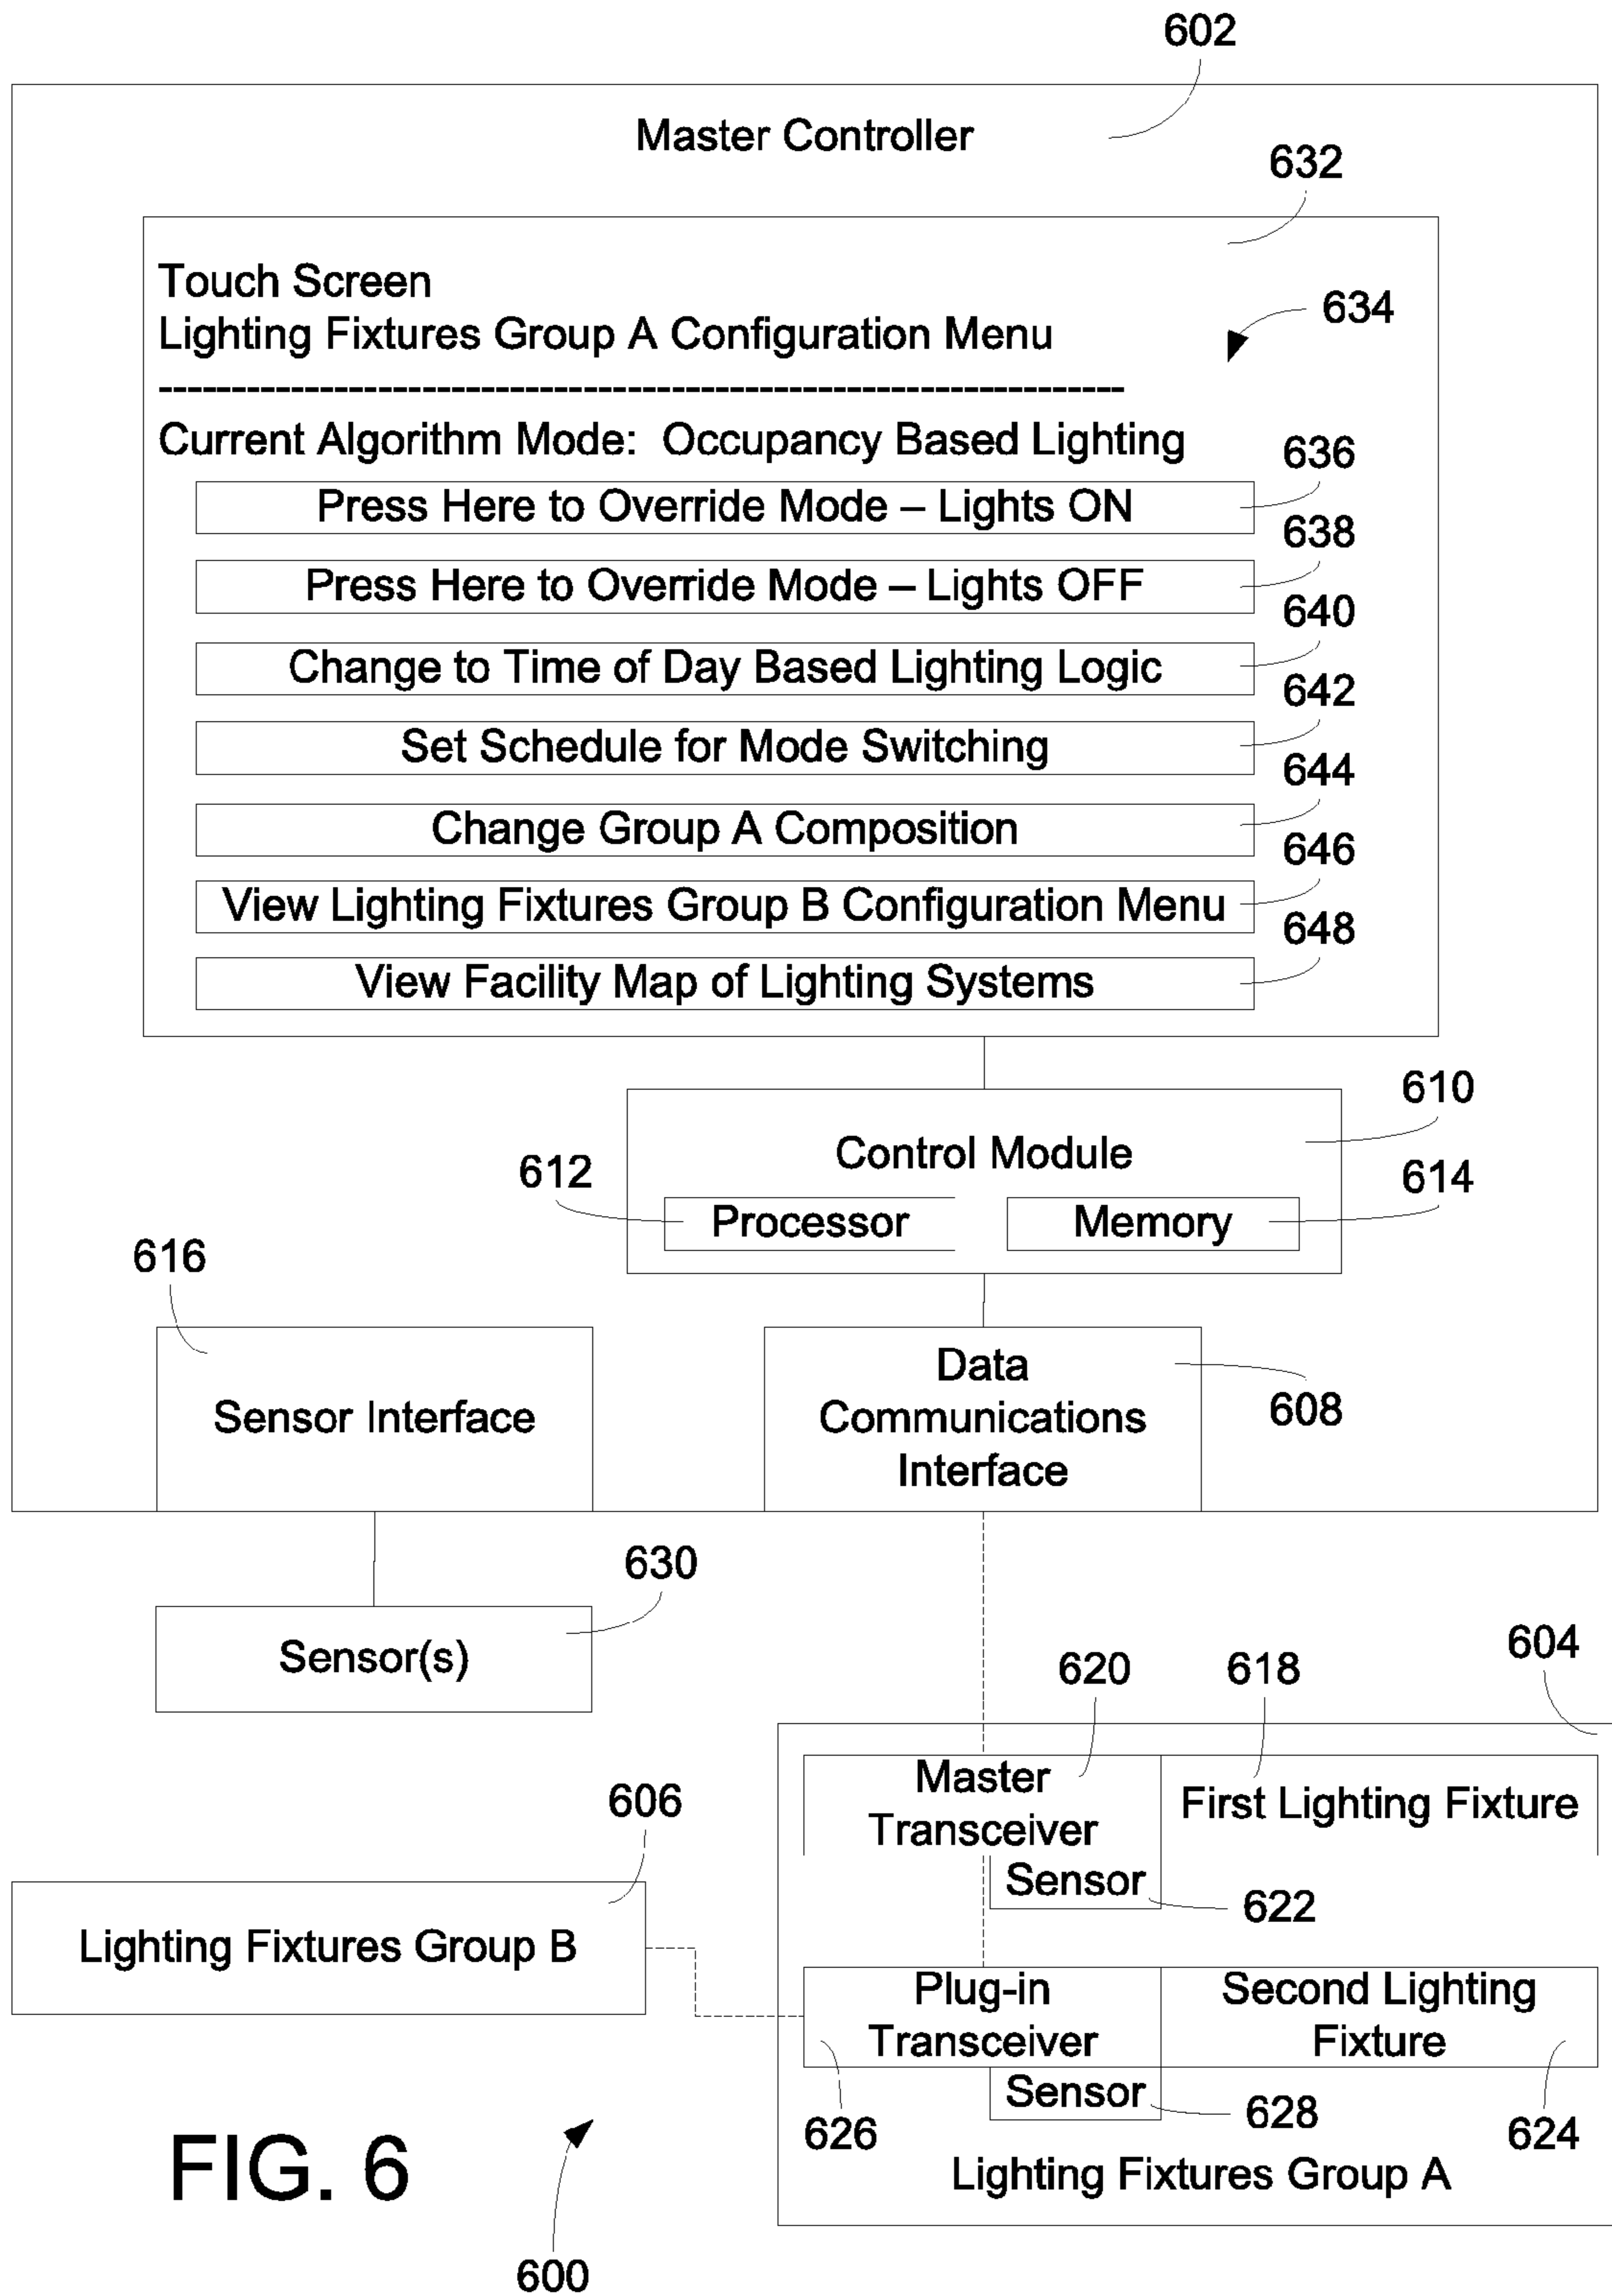 602
Master Controller
632
Touch Screen
634
Lighting Fixtures Group A Configuration Menu
-------------------------------------------------------------------
Current Algorithm Mode:  Occupancy Based Lighting
636
Press Here to Override Mode – Lights ON
638
Press Here to Override Mode – Lights OFF
640
Change to Time of Day Based Lighting Logic
642
Set Schedule for Mode Switching
644
Change Group A Composition
646
View Lighting Fixtures Group B Configuration Menu
648
View Facility Map of Lighting Systems
610
Control Module
612
614
Processor
Memory
616
Sensor Interface
Data
Communications
Interface
608
630
Sensor(s)
604
620
618
Master
Transceiver
First Lighting Fixture
606
Sensor
622
Lighting Fixtures Group B
Plug-in
Transceiver
Second Lighting
Fixture
Sensor
628
626
624
Lighting Fixtures Group A
FIG. 6
600